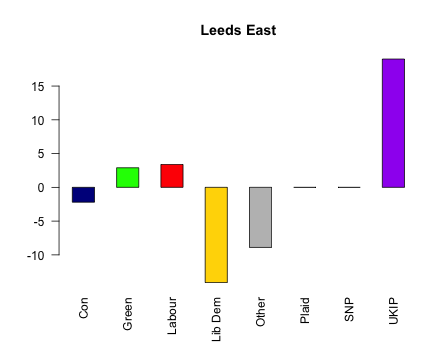 Leeds East
15
10
5
0
-5
-10
Con
Green
Labour
Lib Dem
Other
Plaid
SNP
UKIP